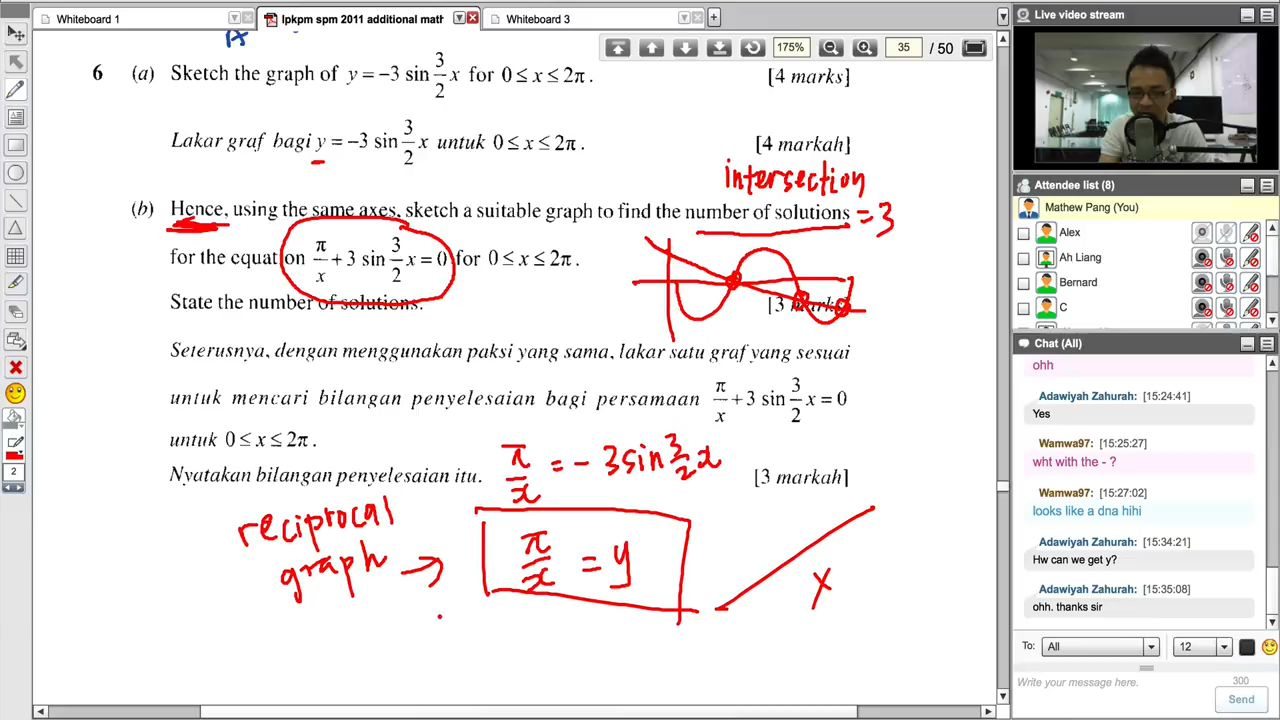 Whiteboard 1
lpkpm spm 2011 additional math
Whiteboard 3
175%
35 / 50
6 (a) Sketch the graph of y = −3 sin 3/2 x for 0 ≤ x ≤ 2π. [4 marks]
Lakar graf bagi y = −3 sin 3/2 x untuk 0 ≤ x ≤ 2π. [4 markah]
intersection
(b) Hence, using the same axes, sketch a suitable graph to find the number of solutions = 3
for the equat on π/x + 3 sin 3/2 x = 0 for 0 ≤ x ≤ 2π.
State the number of solutions. [3 marks]
Seterusnya, dengan menggunakan paksi yang sama, lakar satu graf yang sesuai
untuk mencari bilangan penyelesaian bagi persamaan π/x + 3 sin 3/2 x = 0
untuk 0 ≤ x ≤ 2π.
Nyatakan bilangan penyelesaian itu. [3 markah]
π/x = − 3 sin 3/2 x
reciprocal
graph →
π/x = y
x
2
Live video stream
Attendee list (8)
Mathew Pang (You)
Alex
Ah Liang
Bernard
C
Chat (All)
ohh
Adawiyah Zahurah: [15:24:41]
Yes
Wamwa97: [15:25:27]
wht with the - ?
Wamwa97: [15:27:02]
looks like a dna hihi
Adawiyah Zahurah: [15:34:21]
Hw can we get y?
Adawiyah Zahurah: [15:35:08]
ohh. thanks sir
To: All 12
Write your message here.
300
Send